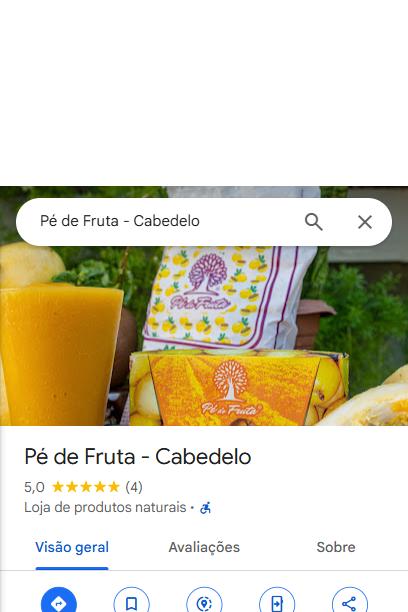 Pé de Fruta - Cabedelo
Pé de Fruta
Pé de Fruta
Pé de Fruta - Cabedelo
5,0 (4)
Loja de produtos naturais ·
Visão geral
Avaliações
Sobre